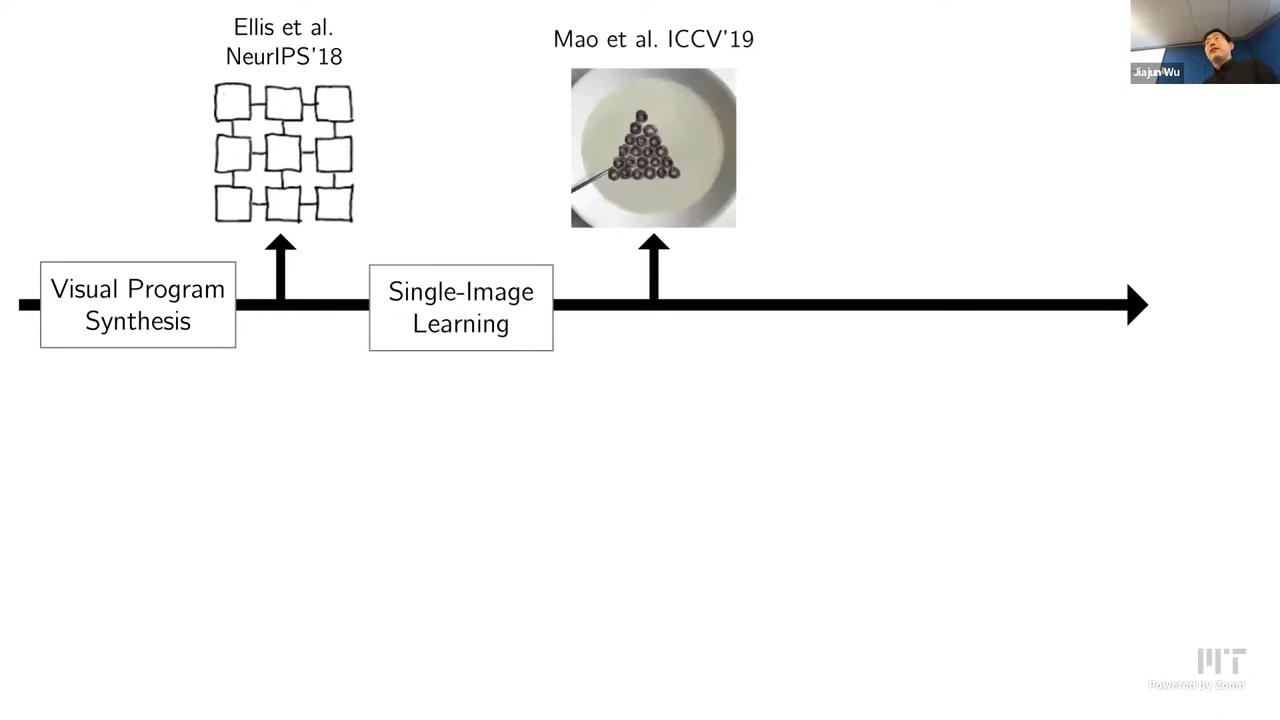 Ellis et al.
NeurIPS'18
Mao et al. ICCV'19
Jiajun Wu
Visual Program
Synthesis
Single-Image
Learning
MIT
Powered by Zoom